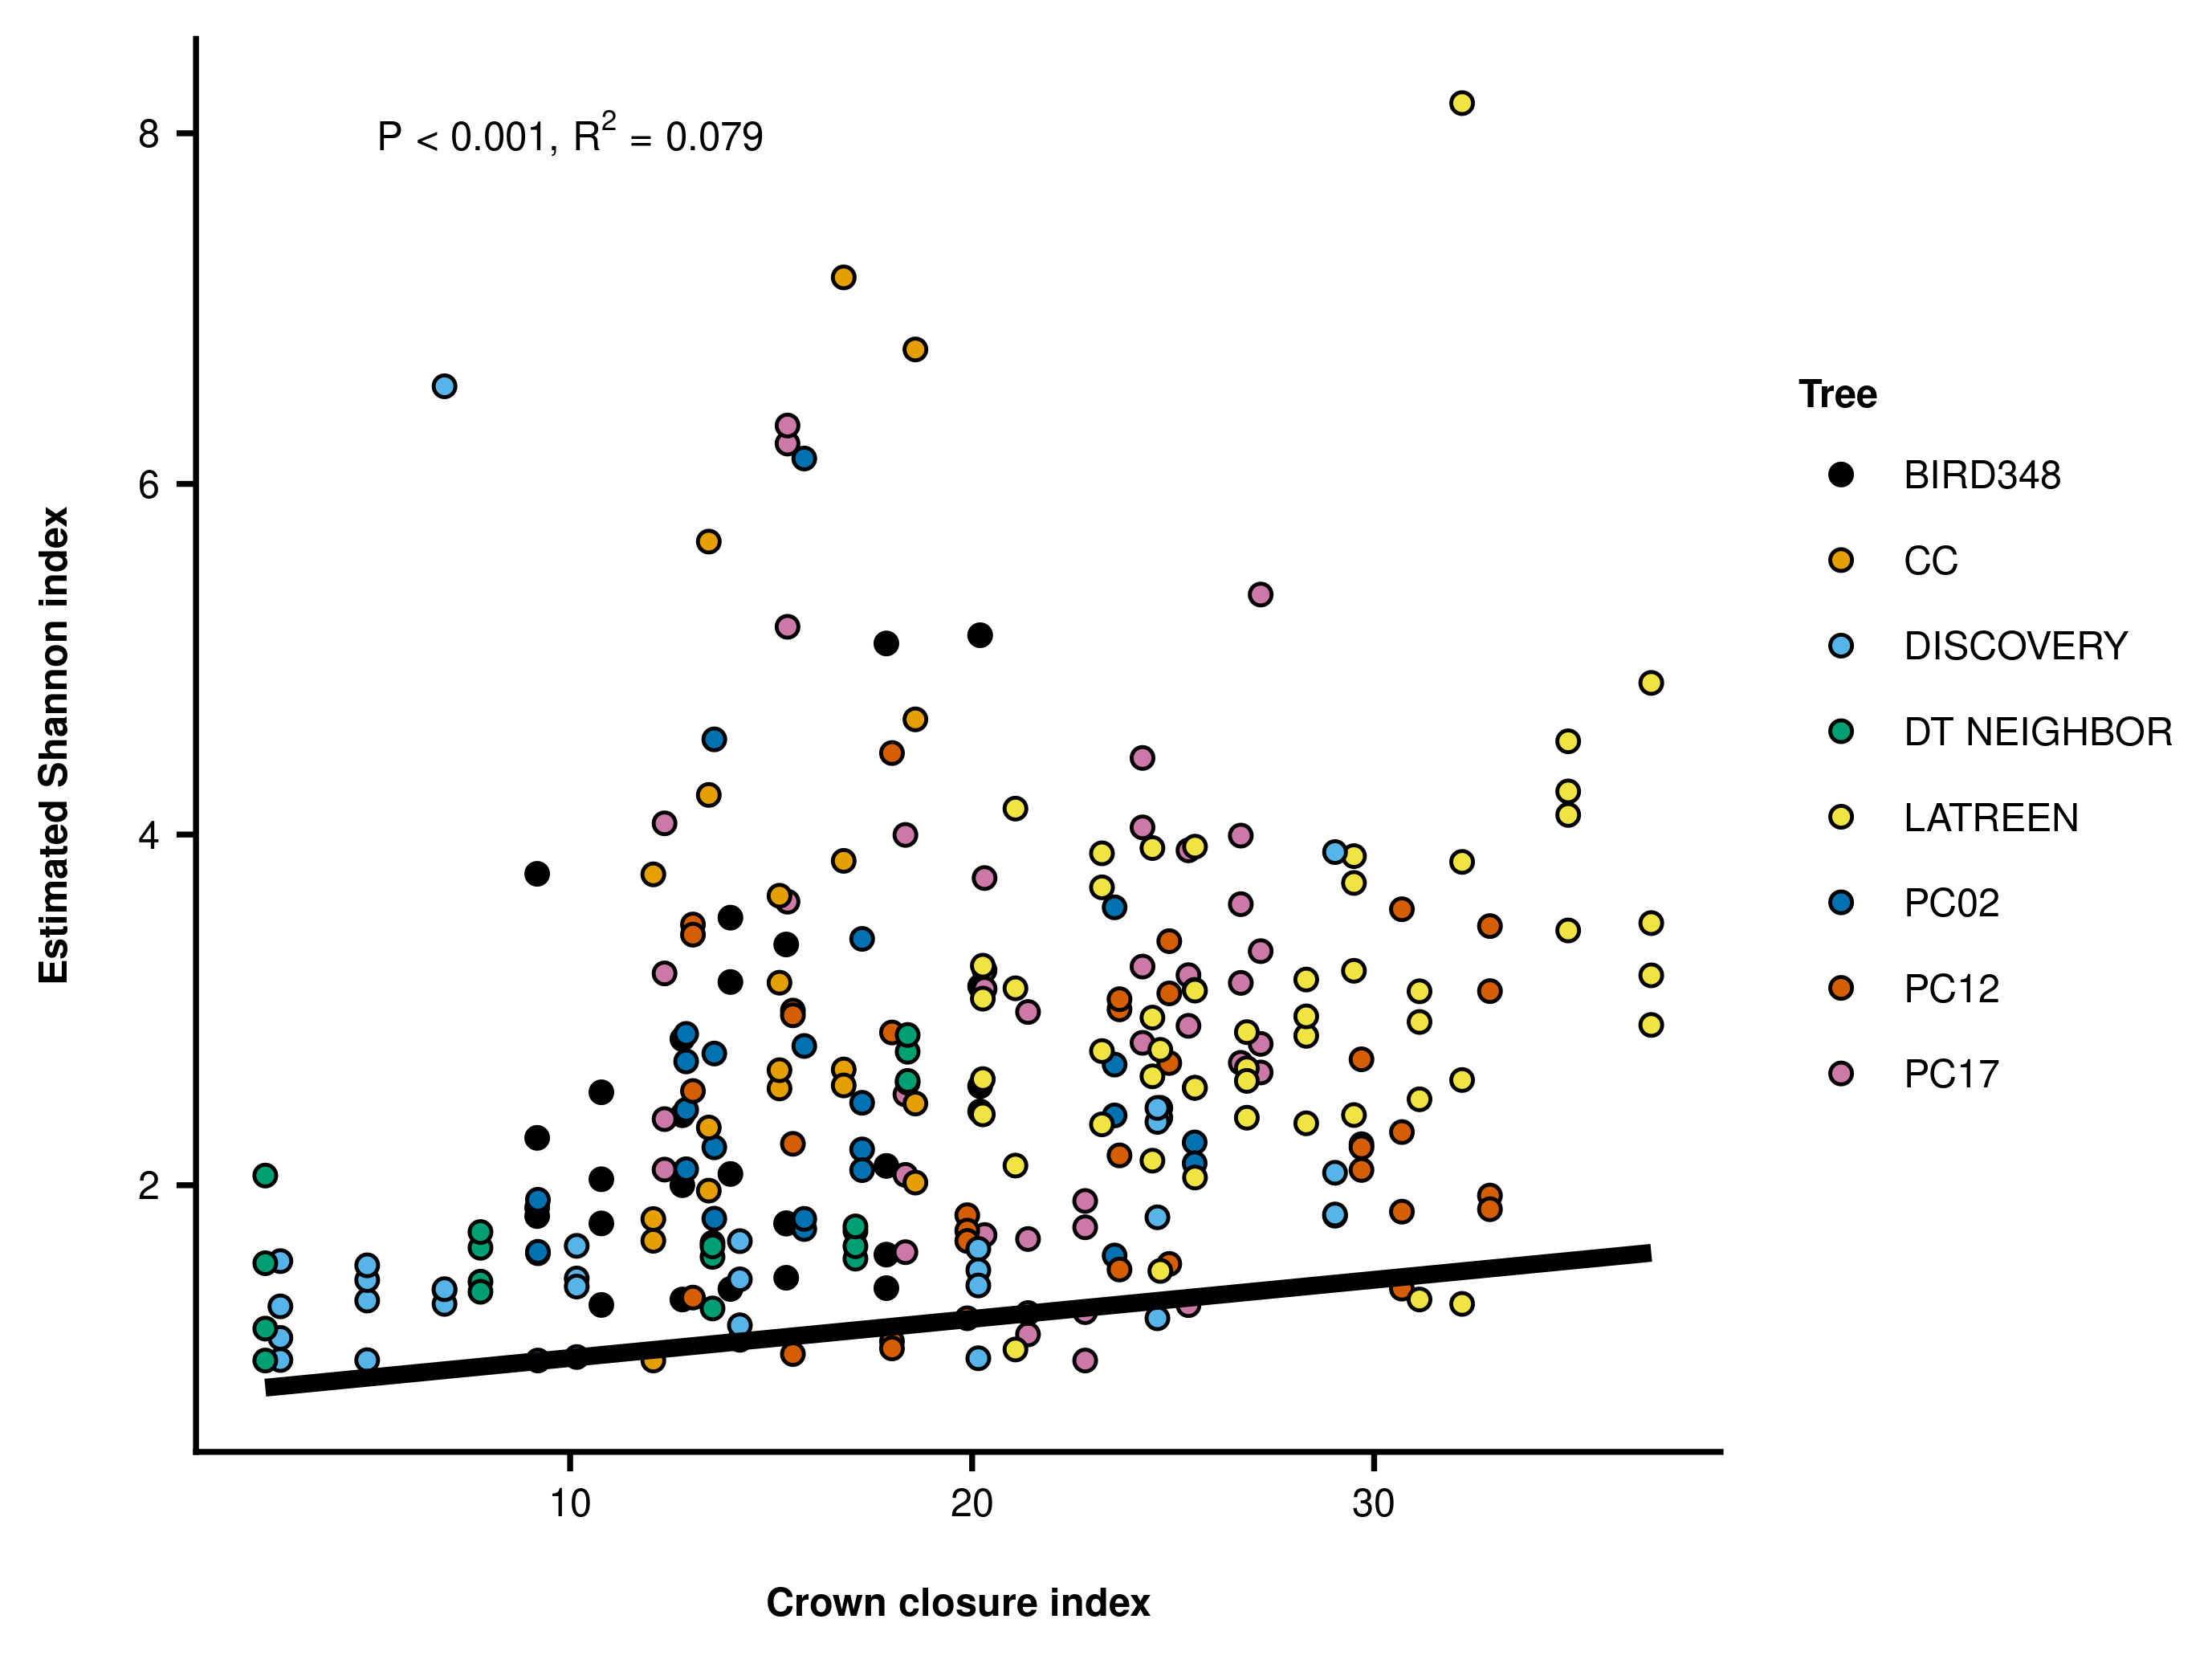 P < 0.001, R² = 0.079
8
6
4
2
Estimated Shannon index
10
20
30
Crown closure index
Tree
BIRD348
CC
DISCOVERY
DT NEIGHBOR
LATREEN
PC02
PC12
PC17